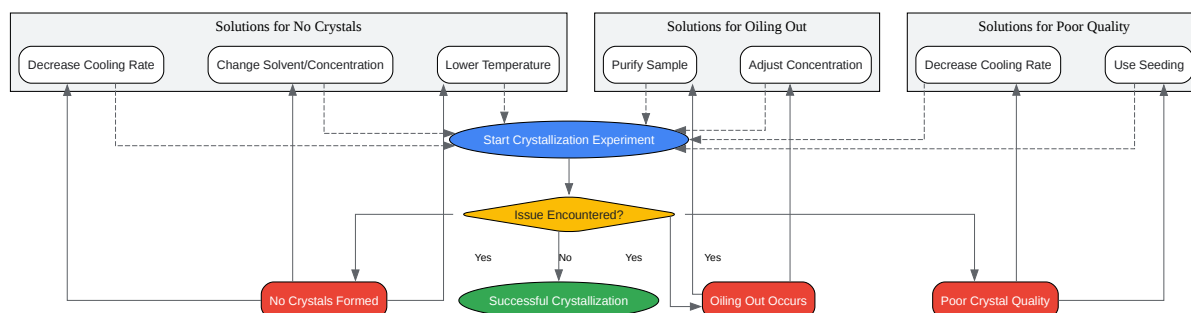 Solutions for No Crystals
Solutions for Oiling Out
Solutions for Poor Quality
Decrease Cooling Rate
Change Solvent/Concentration
Lower Temperature
Purify Sample
Adjust Concentration
Decrease Cooling Rate
Use Seeding
Start Crystallization Experiment
Issue Encountered?
Yes
No
Yes
Yes
No Crystals Formed
Successful Crystallization
Oiling Out Occurs
Poor Crystal Quality